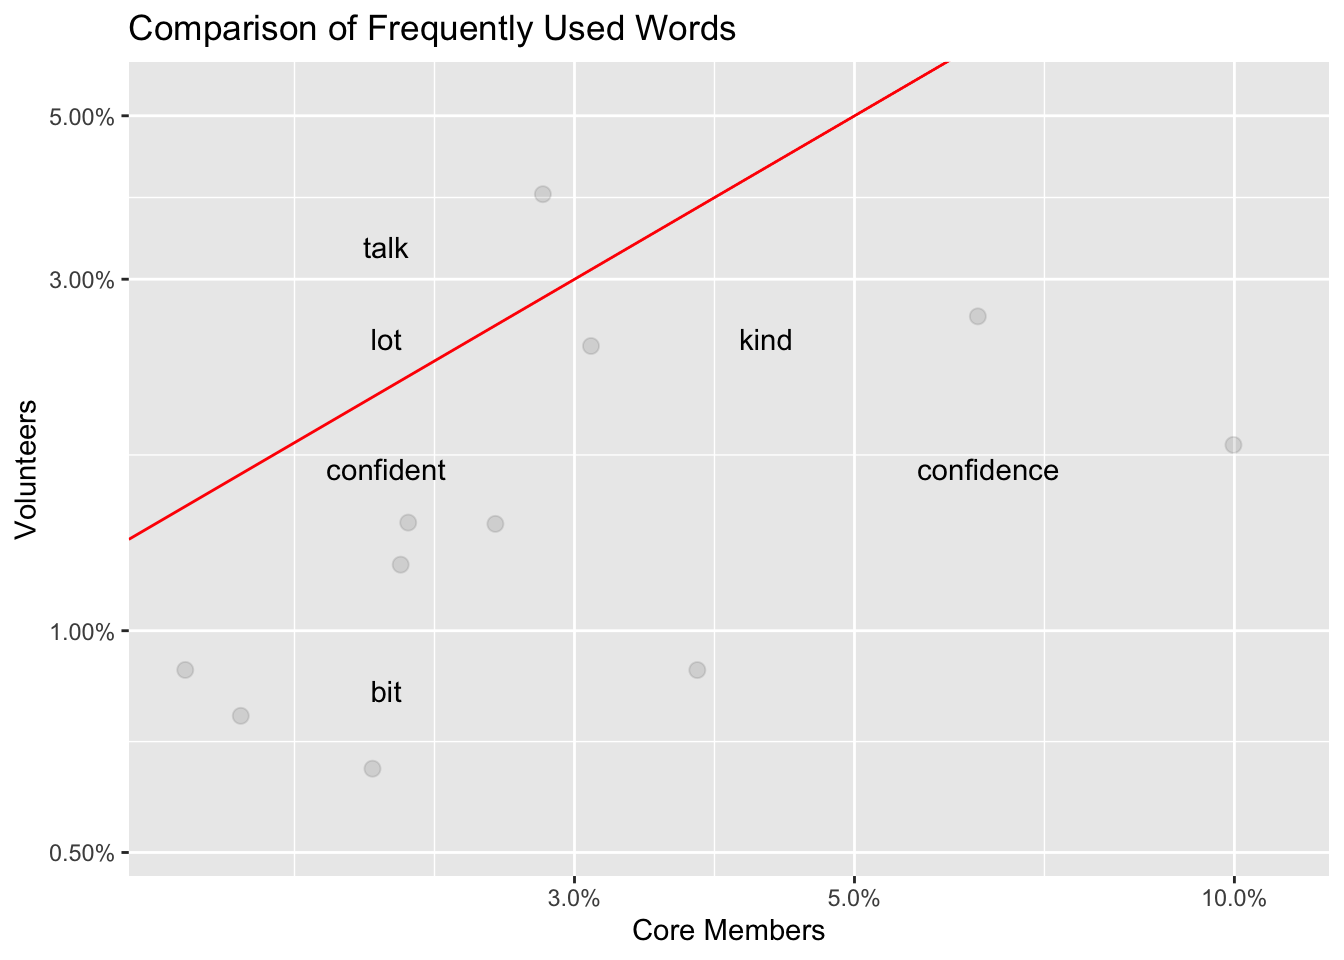 Comparison of Frequently Used Words
5.00%
talk
3.00%
lot
kind
confident
confidence
Volunteers
1.00%
bit
0.50%
3.0%
5.0%
10.0%
Core Members